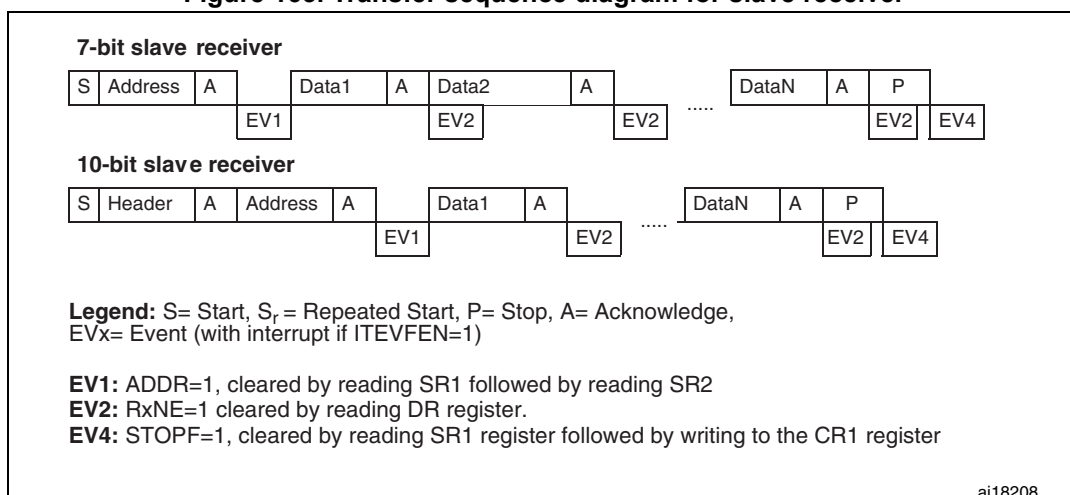 7-bit slave receiver
S Address A Data1 A Data2 A ..... DataN A P
EV1 EV2 EV2 EV2 EV4
10-bit slave receiver
S Header A Address A Data1 A ..... DataN A P
EV1 EV2 EV2 EV4
Legend: S= Start, Sr = Repeated Start, P= Stop, A= Acknowledge,
EVx= Event (with interrupt if ITEVFEN=1)
EV1: ADDR=1, cleared by reading SR1 followed by reading SR2
EV2: RxNE=1 cleared by reading DR register.
EV4: STOPF=1, cleared by reading SR1 register followed by writing to the CR1 register
ai18208